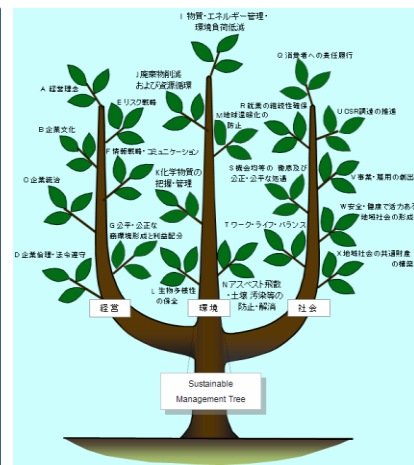 I 物質・エネルギー管理・
環境負荷低減
Q 消費者への責任履行
J 廃棄物削減
および資源循環
A 経営理念
E リスク戦略
R 就業の継続性確保
U CSR調達の推進
M 地球温暖化の
防止
B 企業文化
F 情報戦略・コミュニケーション
K 化学物質の
把握・管理
S 機会均等の 徹底及び
公正・公平な処遇
V 事業・雇用の創出
C 企業統治
W 安全・健康で活力ある
地域社会の形成
G 公平・公正な
務環境形成と利益配分
T ワーク・ライフ・バランス
D 企業倫理・法令遵守
X 地域社会の共通財産
の構築
L 生物多様性
の保全
N アスベスト飛散
・土壌 汚染等の
防止・解消
経営
環境
社会
Sustainable
Management Tree